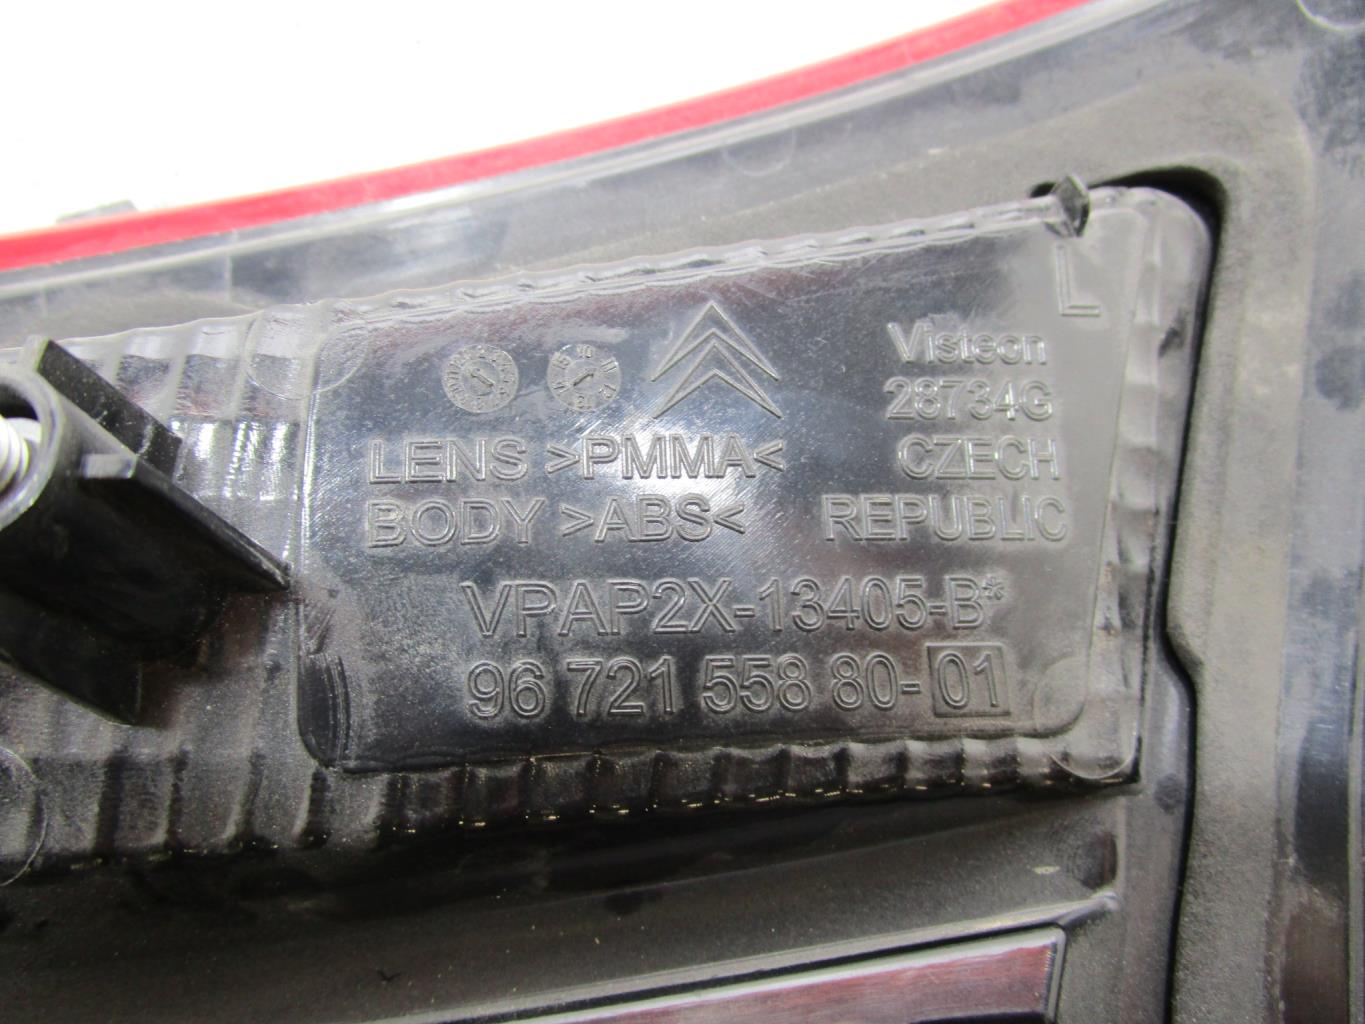 L
Visteon
28734G
LENS >PMMA< CZECH
BODY >ABS< REPUBLIC
VPAP2X-13405-B*
96 721 558 80-01